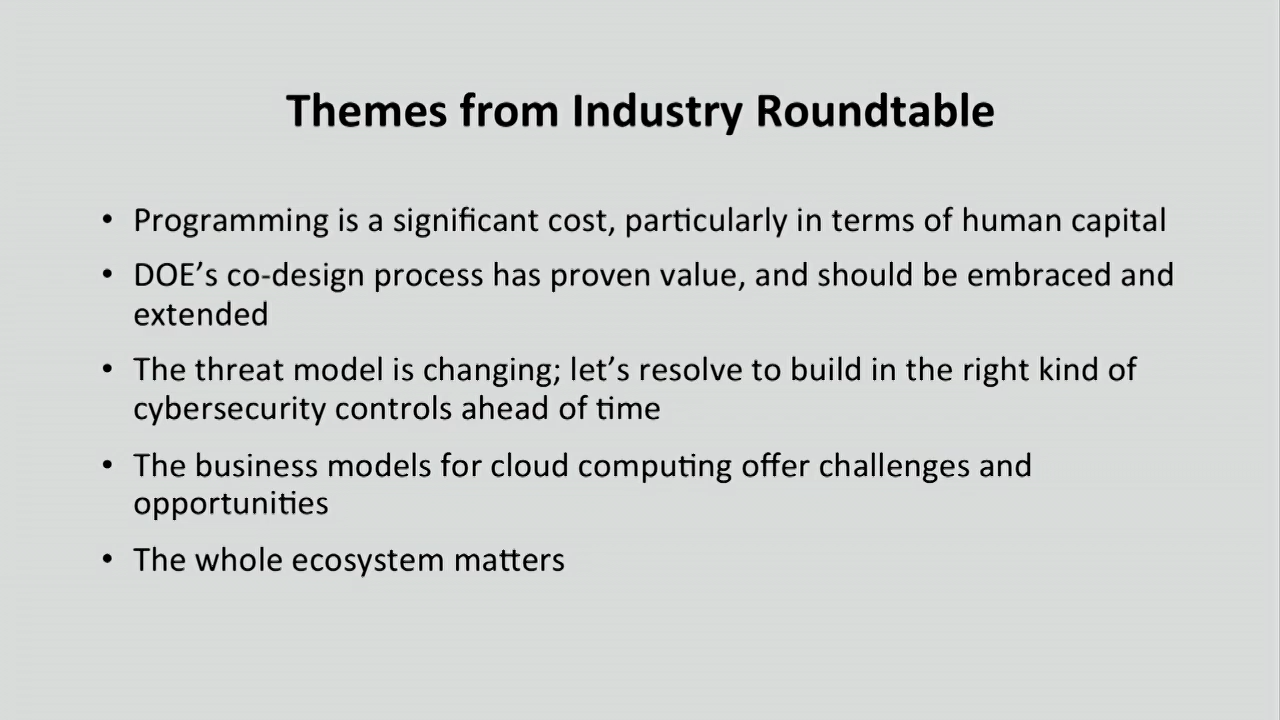 Themes from Industry Roundtable
• Programming is a significant cost, particularly in terms of human capital
• DOE’s co-design process has proven value, and should be embraced and
extended
• The threat model is changing; let’s resolve to build in the right kind of
cybersecurity controls ahead of time
• The business models for cloud computing offer challenges and
opportunities
• The whole ecosystem matters